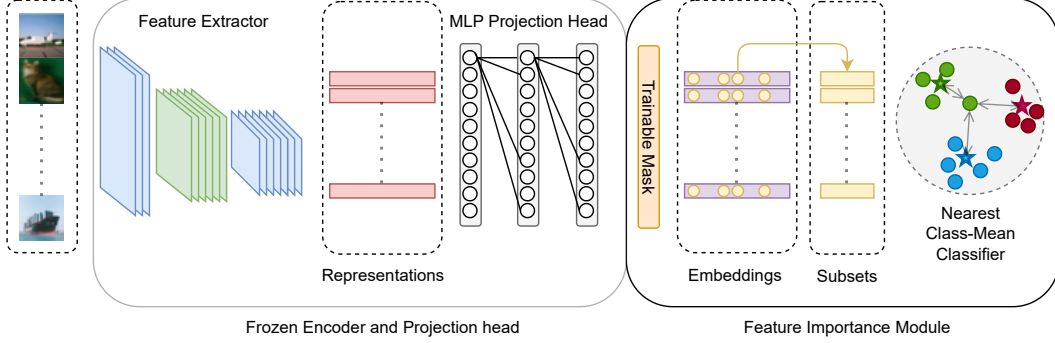 Feature Extractor
MLP Projection Head
Trainable Mask
Representations
Embeddings
Subsets
Nearest
Class-Mean
Classifier
Frozen Encoder and Projection head
Feature Importance Module